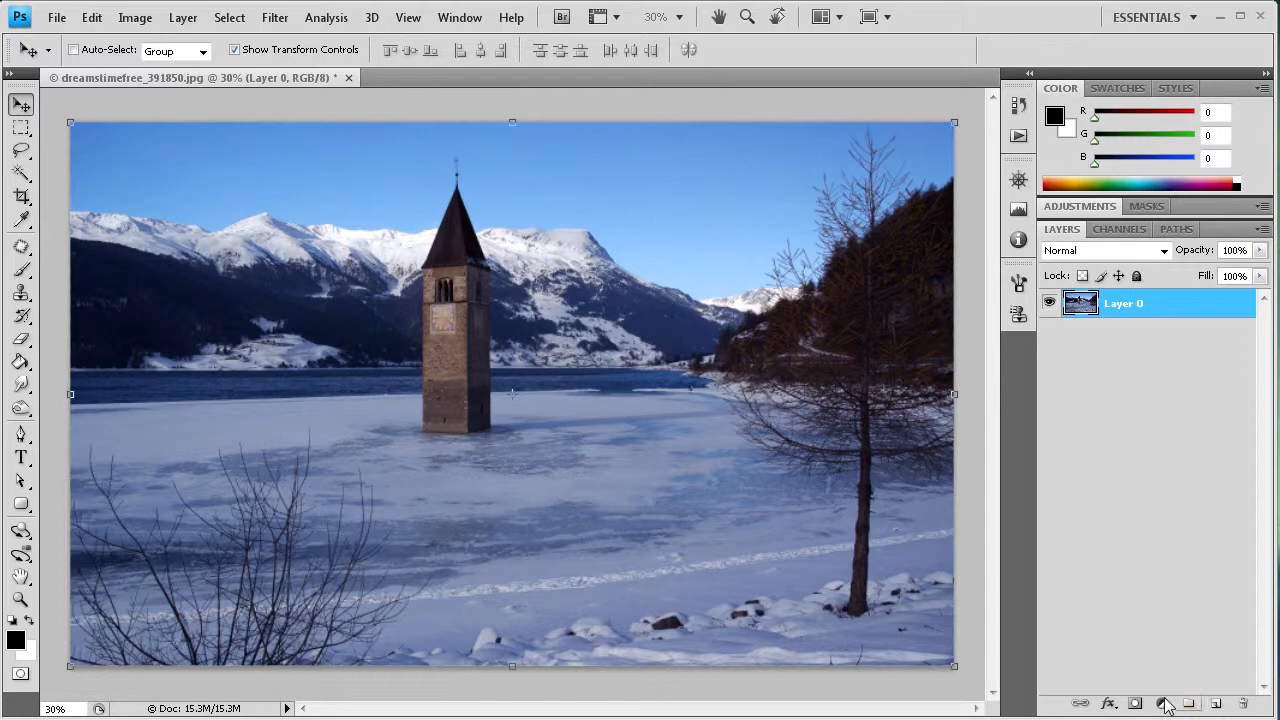 Ps File Edit Image Layer Select Filter Analysis 3D View Window Help Br 30% ESSENTIALS
Auto-Select: Group Show Transform Controls
© dreamstimefree_391850.jpg @ 30% (Layer 0, RGB/8) *
COLOR SWATCHES STYLES
R 0
G 0
B 0
ADJUSTMENTS MASKS
LAYERS CHANNELS PATHS
Normal Opacity: 100%
Lock: Fill: 100%
Layer 0
T
fx.
30% © Doc: 15.3M/15.3M